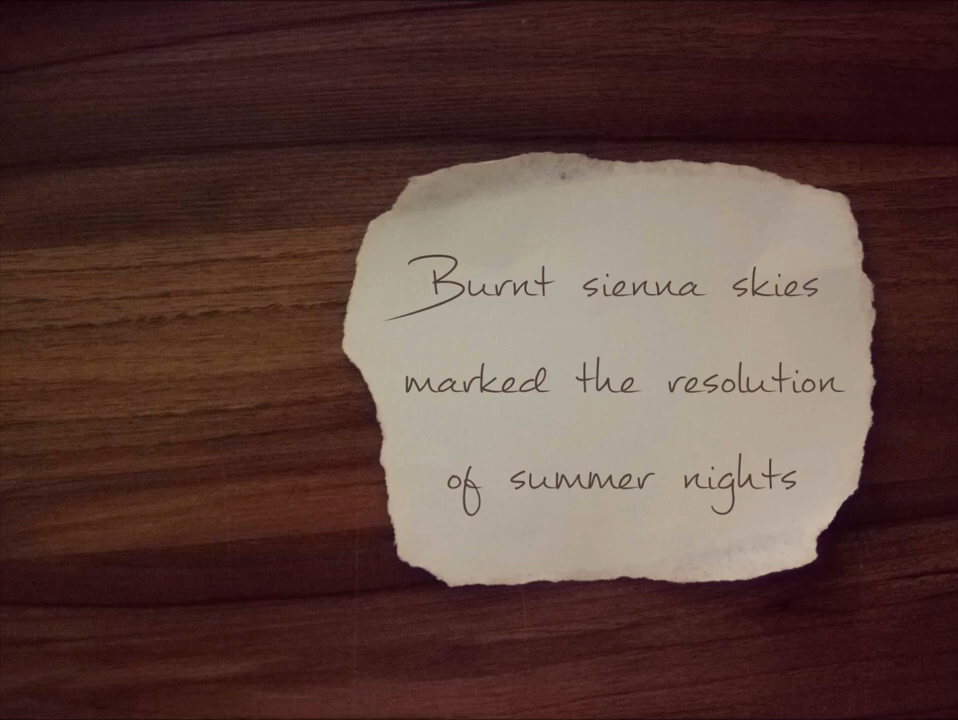 Burnt sienna skies
marked the resolution
of summer nights